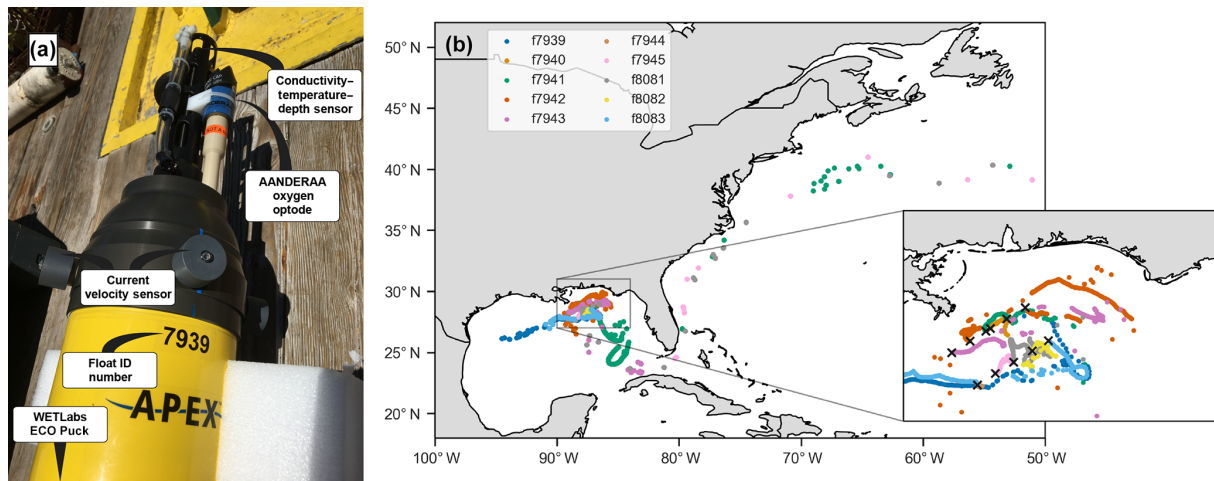 (a)
Conductivity–
temperature–
depth sensor
AANDERAA
oxygen
optode
Current
velocity sensor
7939
Float ID
number
APEX
WETLabs
ECO Puck
(b)
f7939
f7940
f7941
f7942
f7943
f7944
f7945
f8081
f8082
f8083
50° N
45° N
40° N
35° N
30° N
25° N
20° N
100° W
90° W
80° W
70° W
60° W
50° W